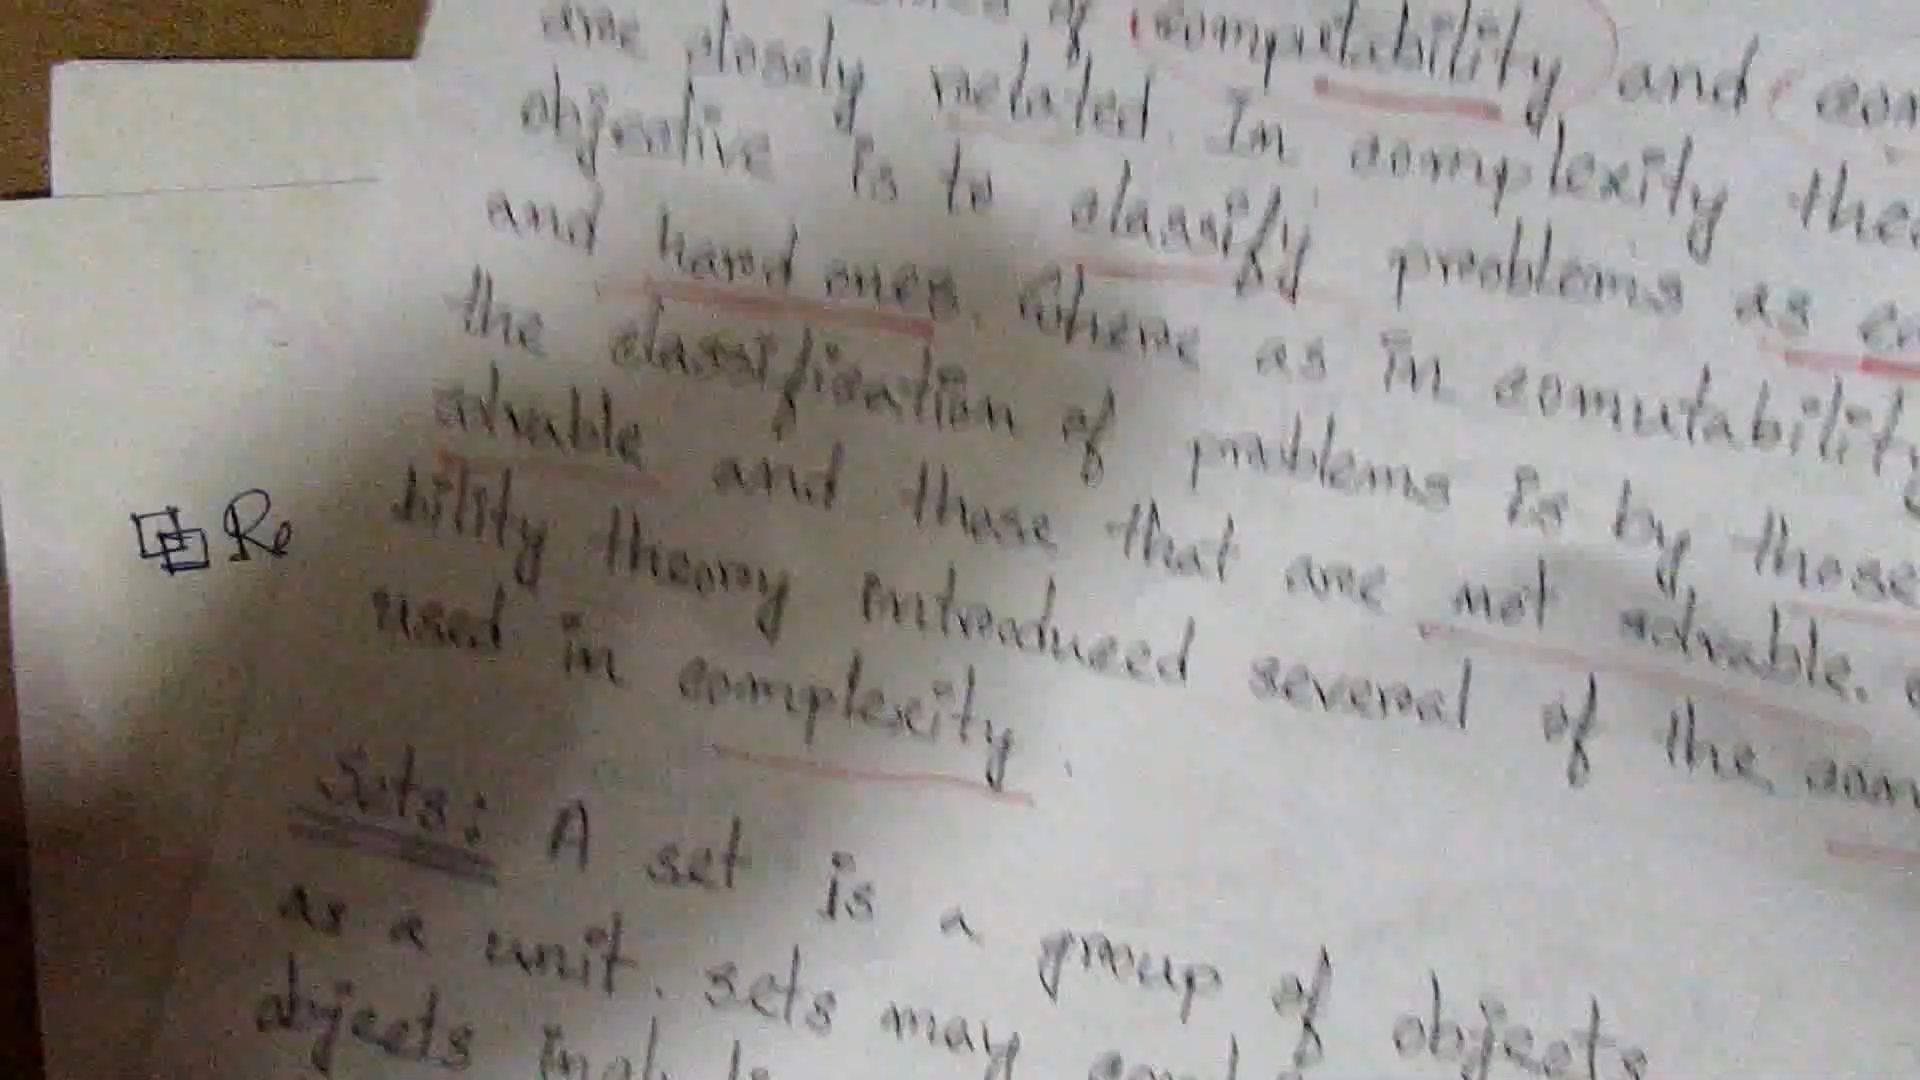 of computability and
are closely related. In complexity
objective is to classify problems as
and hard ones. Where as in comutability
the classification of problems is by those
solvable and those that are not solvable.
bility theory introduced several of the
used in complexity.
Re
Sets: A set is a group of objects
as a unit. sets may
objects